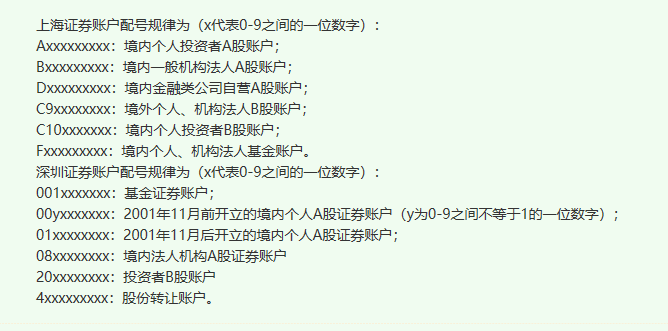 上海证券账户配号规律为（x代表0-9之间的一位数字）:
Axxxxxxxxx：境内个人投资者A股账户；
Bxxxxxxxxx：境内一般机构法人A股账户；
Dxxxxxxxxx：境内金融类公司自营A股账户；
C9xxxxxxxx：境外个人、机构法人B股账户；
C10xxxxxxx：境内个人投资者B股账户；
Fxxxxxxxxx：境内个人、机构法人基金账户。
深圳证券账户配号规律为（x代表0-9之间的一位数字）:
001xxxxxxx：基金证券账户；
00yxxxxxxx：2001年11月前开立的境内个人A股证券账户（y为0-9之间不等于1的一位数字）；
01xxxxxxxx：2001年11月后开立的境内个人A股证券账户；
08xxxxxxxx：境内法人机构A股证券账户
20xxxxxxxx：投资者B股账户
4xxxxxxxxx：股份转让账户。